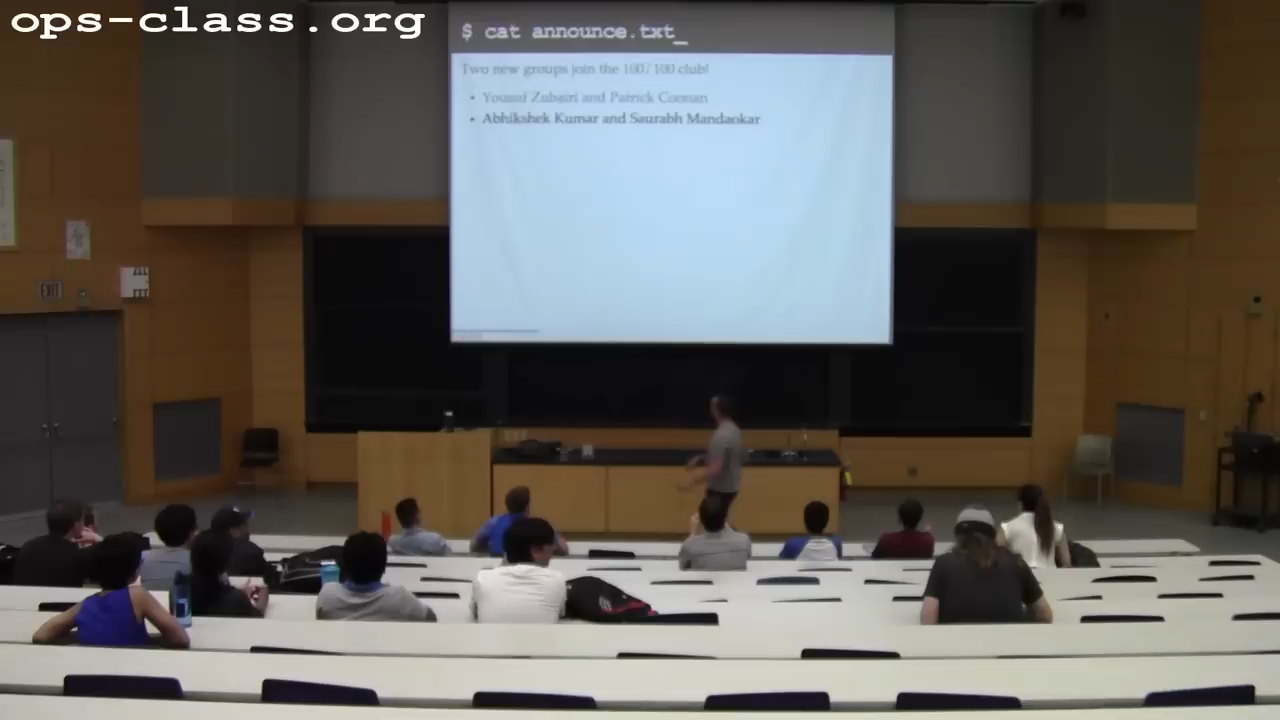 ops-class.org
$ cat announce.txt_
Two new groups join the 100/100 club!
• Yousuf Zubairi and Patrick Coonan
• Abhikshek Kumar and Saurabh Mandaokar
EXIT